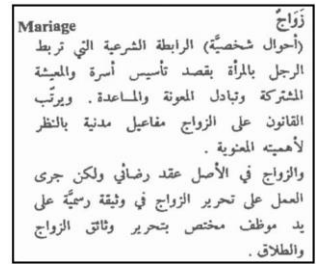 زَوَاجٌ Mariage
(أحوال شخصيَّة) الرابطة الشرعية التي تربط
الرجل بالمرأة بقصد تأسيس أسرة والمعيشة
المشتركة وتبادل المعونة والمساعدة . ويرتّب
القانون على الزواج مفاعيل مدنية بالنظر
لأهميته المعنوية .
والزواج في الأصل عقد رضائي ولكن جرى
العمل على تحرير الزواج في وثيقة رسميَّة على
يد موظف مختص بتحرير وثائق الزواج
والطلاق .